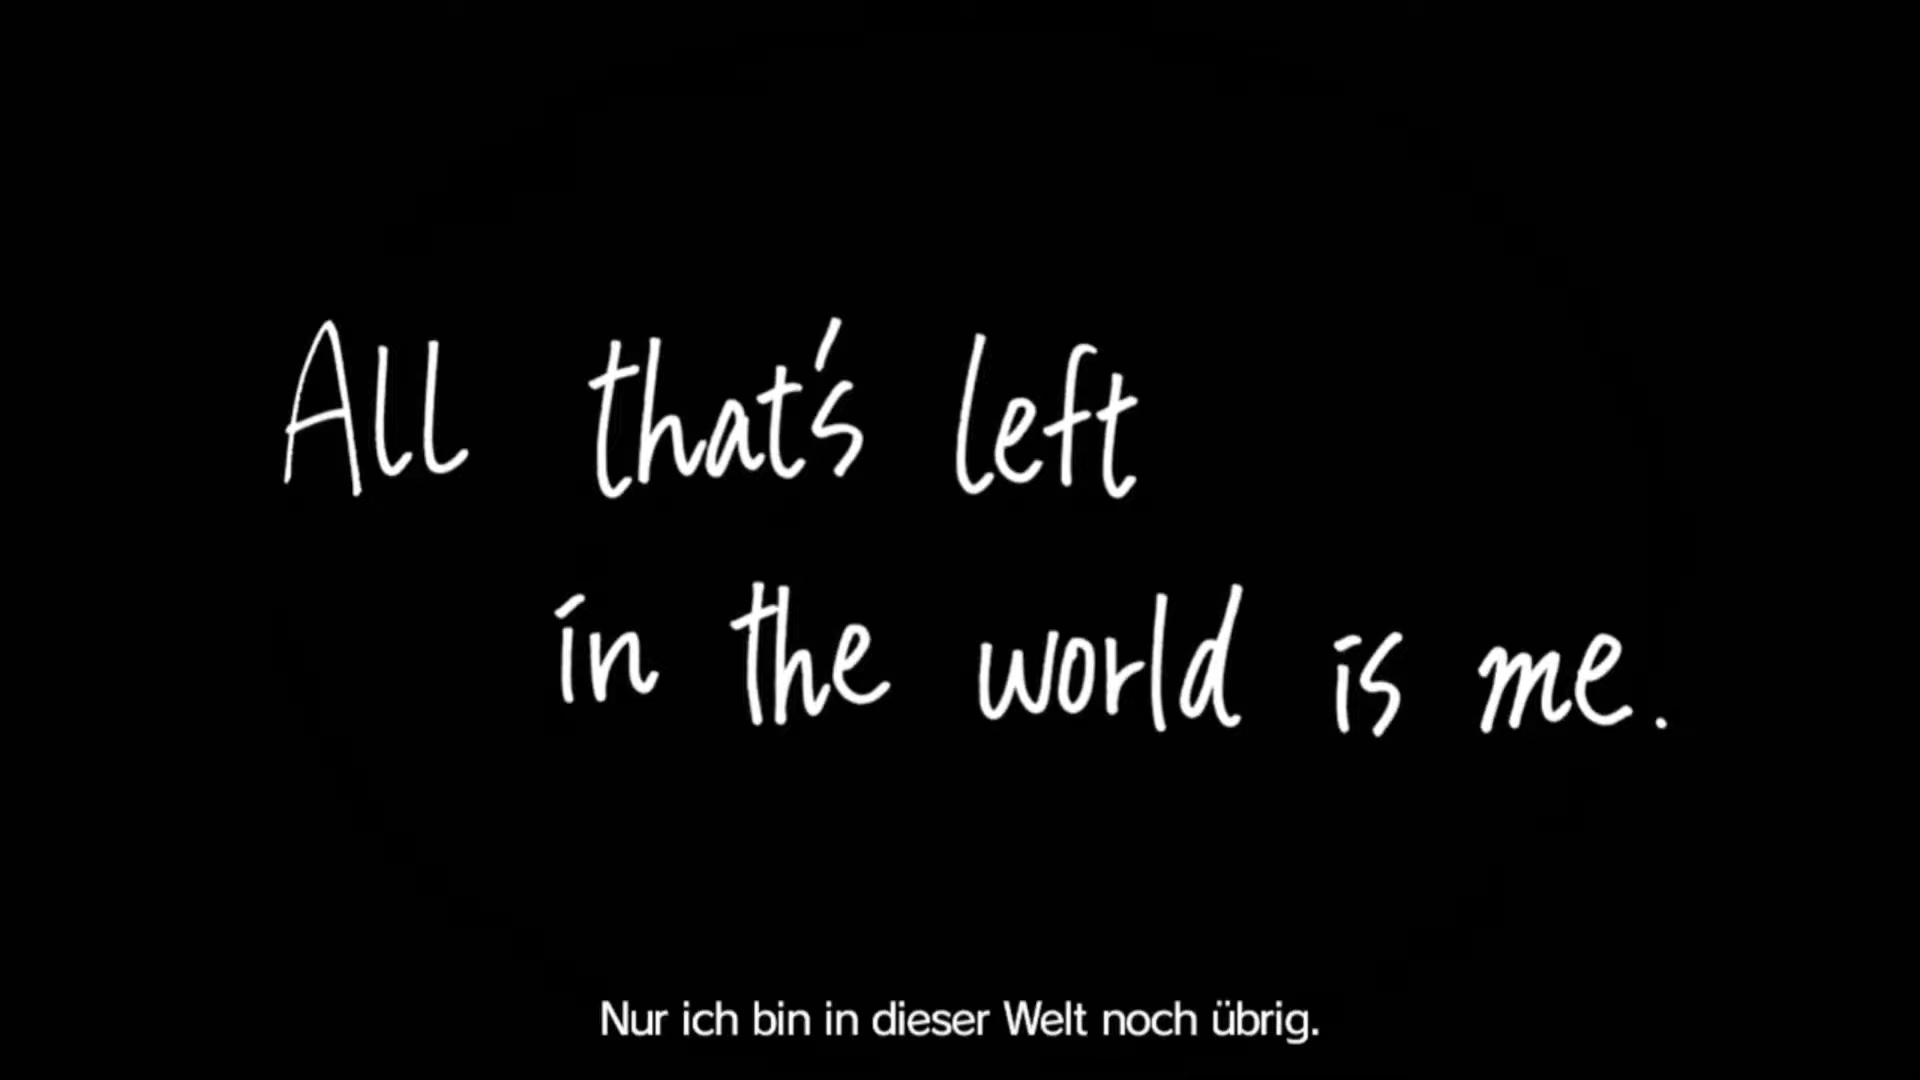 All that's left
in the world is me.
Nur ich bin in dieser Welt noch übrig.